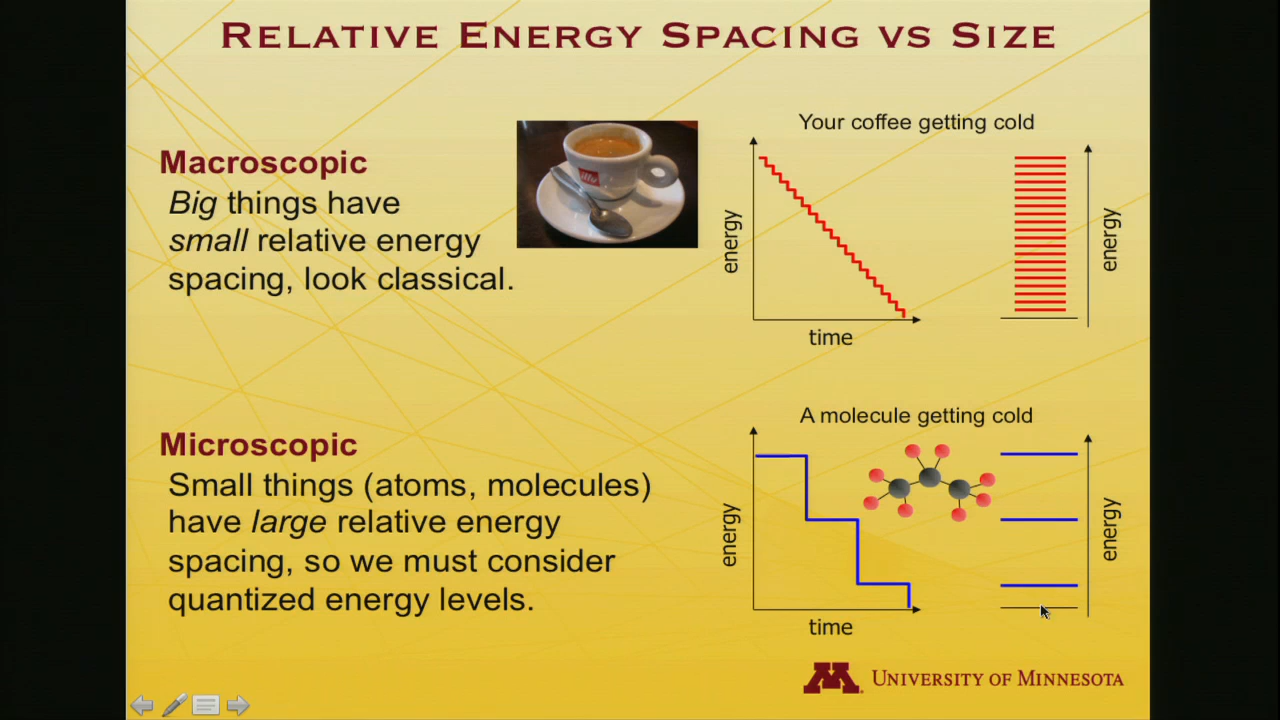 RELATIVE ENERGY SPACING VS SIZE
Macroscopic
Big things have
small relative energy
spacing, look classical.
illy
Your coffee getting cold
energy
time
energy
Microscopic
Small things (atoms, molecules)
have large relative energy
spacing, so we must consider
quantized energy levels.
A molecule getting cold
energy
time
energy
M
UNIVERSITY OF MINNESOTA